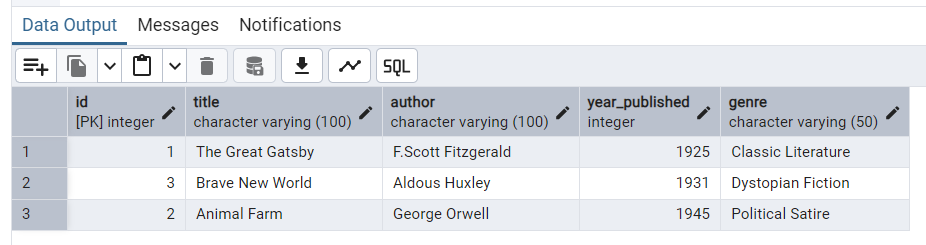 Data Output Messages Notifications
SQL
id title author year_published genre
[PK] integer character varying (100) character varying (100) integer character varying (50)
1 1 The Great Gatsby F.Scott Fitzgerald 1925 Classic Literature
2 3 Brave New World Aldous Huxley 1931 Dystopian Fiction
3 2 Animal Farm George Orwell 1945 Political Satire